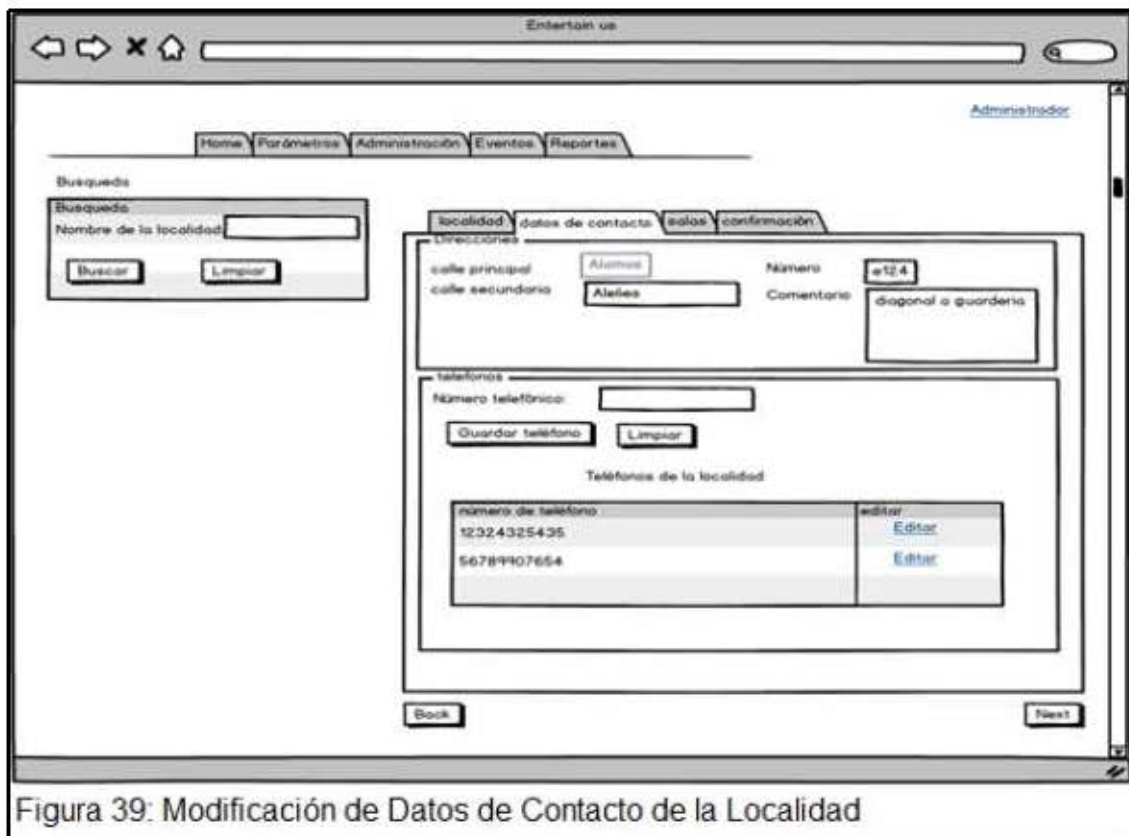 Entertain us
Administrador
Home Parámetros Administración Eventos Reportes
Busqueda
Busqueda
Nombre de la localidad
Buscar Limpiar
localidad datos de contacto salas confirmación
Direcciones
calle principal Alamos Número e124
calle secundaria Alelies Comentario diagonal a guarderia
telefonos
Número telefónico:
Guardar teléfono Limpiar
Teléfonos de la localidad
número de teléfono editar
12324325435 Editar
56789907654 Editar
Back Next
Figura 39: Modificación de Datos de Contacto de la Localidad